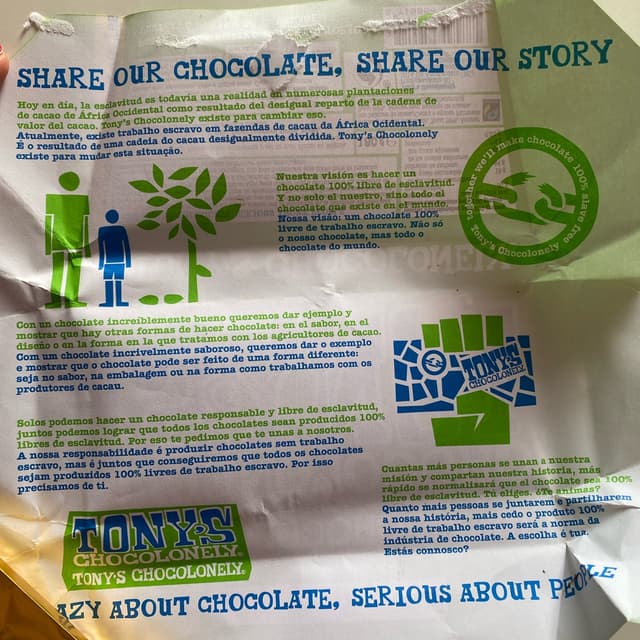 SHARE OUR CHOCOLATE, SHARE OUR STORY
Hoy en día, la esclavitud es todavía una realidad en numerosas plantaciones
de cacao de África Occidental como resultado del desigual reparto de la cadena de
valor del cacao. Tony's Chocolonely existe para cambiar eso.
Atualmente, existe trabalho escravo em fazendas de cacau da África Ocidental.
É o resultado de uma cadeia do cacau desigualmente dividida. Tony's Chocolonely
existe para mudar esta situação.
Nuestra visión es hacer un
chocolate 100% libre de esclavitud.
Y no solo el nuestro, sino todo el
chocolate que existe en el mundo.
Nossa visão: um chocolate 100%
livre de trabalho escravo. Não só
o nosso chocolate, mas todo o
chocolate do mundo.
together we'll make chocolate 100% slave free
Tony's Chocolonely
Con un chocolate increíblemente bueno queremos dar ejemplo y
mostrar que hay otras formas de hacer chocolate: en el sabor, en el
diseño o en la forma en la que tratamos con los agricultores de cacao.
Com um chocolate incrivelmente saboroso, queremos dar o exemplo
e mostrar que o chocolate pode ser feito de uma forma diferente:
seja no sabor, na embalagem ou na forma como trabalhamos com os
produtores de cacau.
TONY'S
CHOCOLONELY
Solos podemos hacer un chocolate responsable y libre de esclavitud,
juntos podemos lograr que todos los chocolates sean producidos 100%
libres de esclavitud. Por eso te pedimos que te unas a nosotros.
A nossa responsabilidade é produzir chocolates sem trabalho
escravo, mas é juntos que conseguiremos que todos os chocolates
sejam produzidos 100% livres de trabalho escravo. Por isso
precisamos de ti.
Cuantas más personas se unan a nuestra
misión y compartan nuestra historia, más
rápido se normalizará que el chocolate sea 100%
libre de esclavitud. Tú eliges. ¿Te animas?
Quanto mais pessoas se juntarem e partilharem
a nossa história, mais cedo o produto 100%
livre de trabalho escravo será a norma da
indústria de chocolate. A escolha é tua.
Estás connosco?
TONY'S
CHOCOLONELY
TONY'S CHOCOLONELY.
AZY ABOUT CHOCOLATE, SERIOUS ABOUT PEOPLE